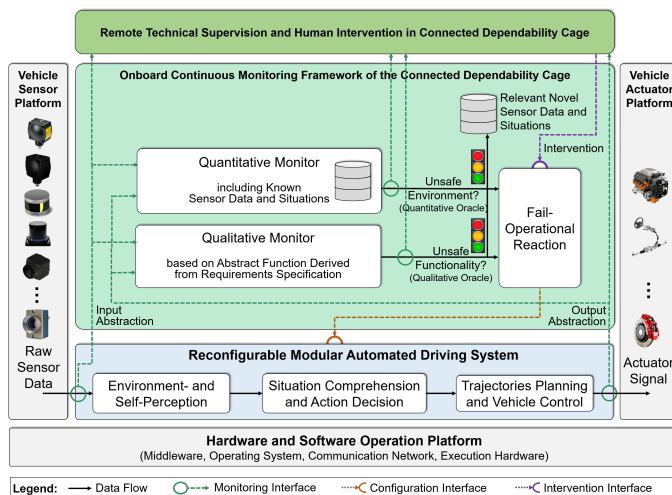 Remote Technical Supervision and Human Intervention in Connected Dependability Cage
Vehicle
Sensor
Platform
Raw
Sensor
Data
Onboard Continuous Monitoring Framework of the Connected Dependability Cage
Relevant Novel
Sensor Data and
Situations
Quantitative Monitor
including Known
Sensor Data and Situations
Unsafe
Environment?
(Quantitative Oracle)
Intervention
Qualitative Monitor
based on Abstract Function Derived
from Requirements Specification
Unsafe
Functionality?
(Qualitative Oracle)
Fail-
Operational
Reaction
Input
Abstraction
Output
Abstraction
Vehicle
Actuator
Platform
Actuator
Signal
Reconfigurable Modular Automated Driving System
Environment- and
Self-Perception
Situation Comprehension
and Action Decision
Trajectories Planning
and Vehicle Control
Hardware and Software Operation Platform
(Middleware, Operating System, Communication Network, Execution Hardware)
Legend: Data Flow Monitoring Interface Configuration Interface Intervention Interface